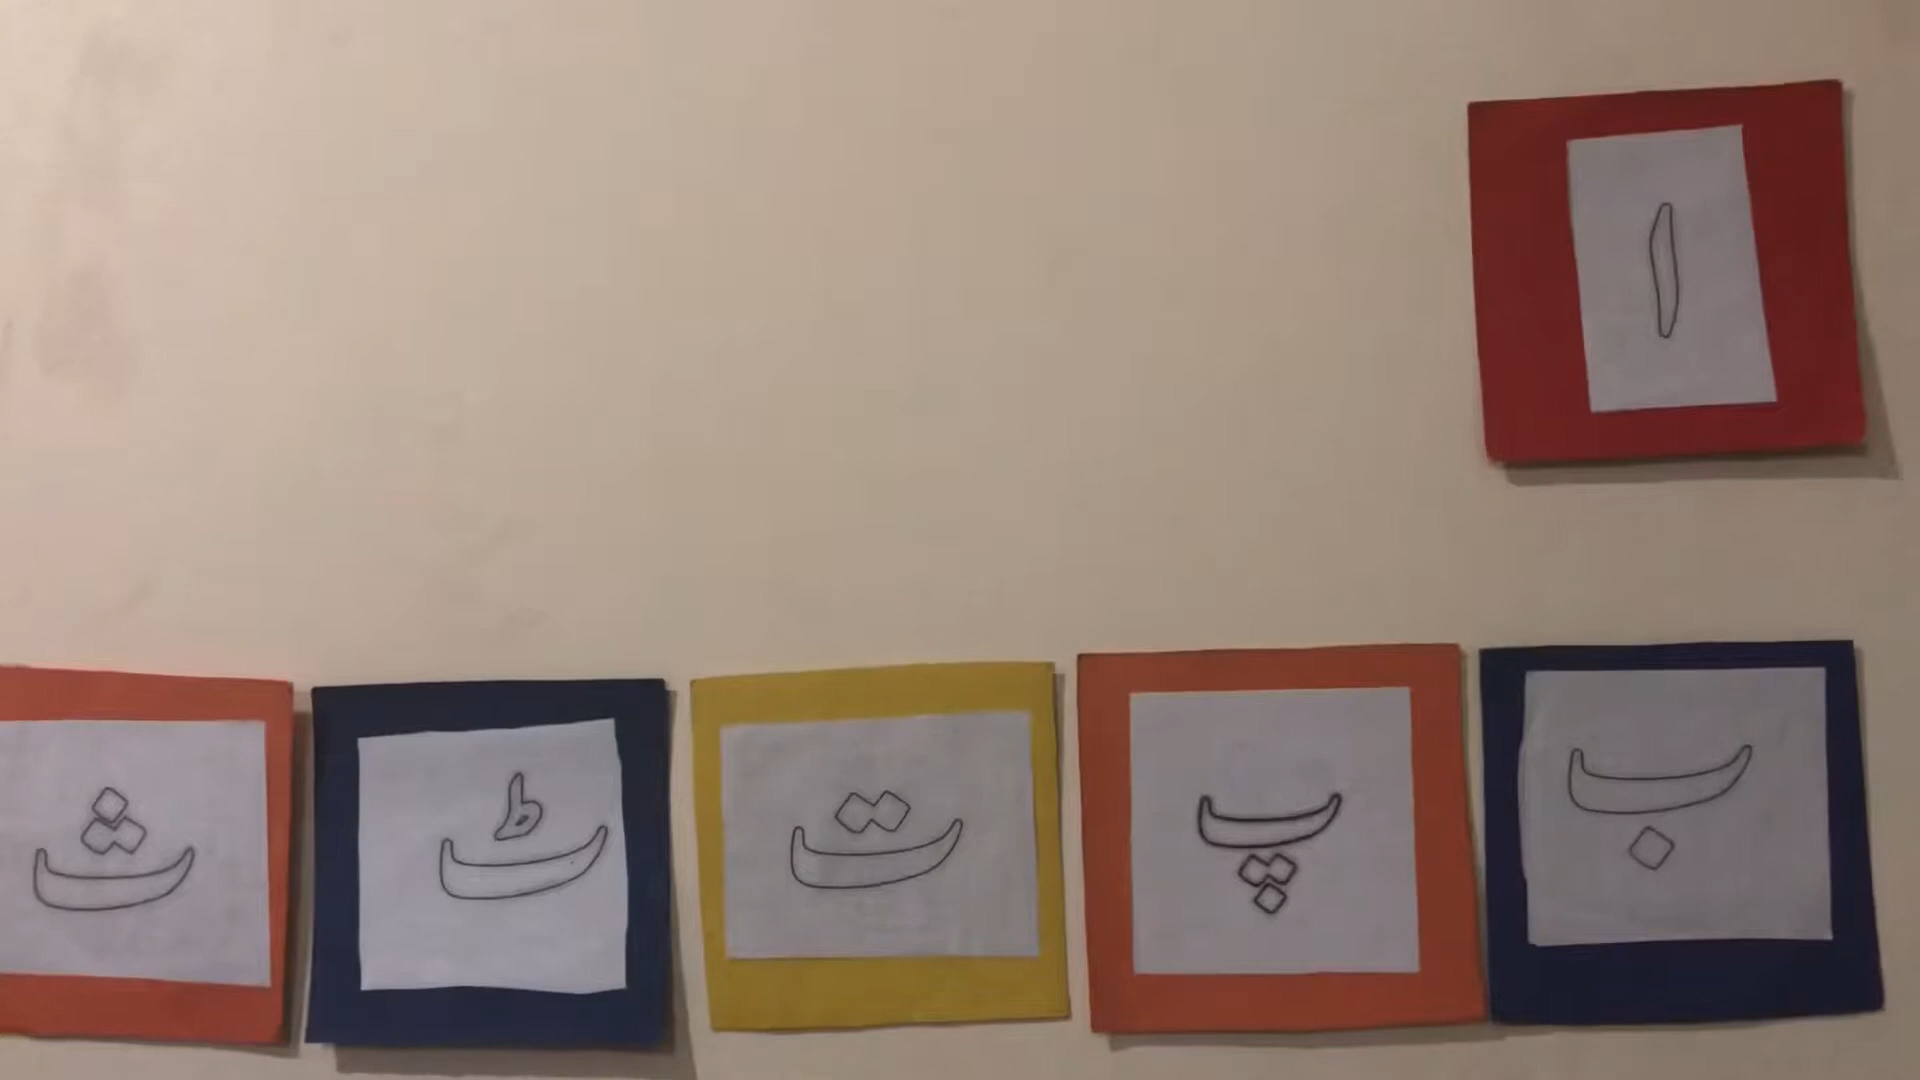 ا
ب پ ت ٹ ث